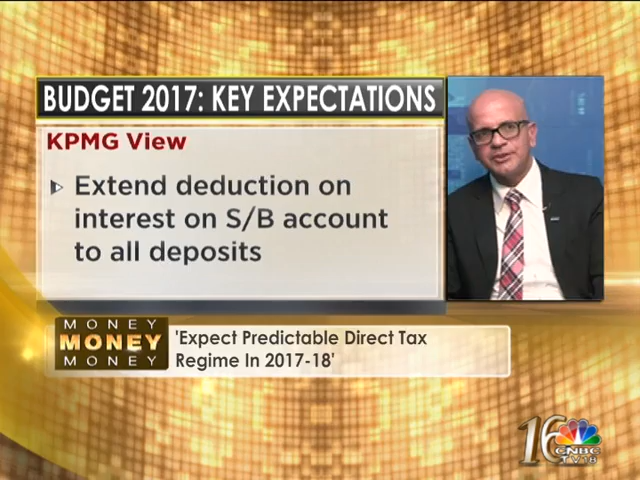 BUDGET 2017: KEY EXPECTATIONS
KPMG View
Extend deduction on
interest on S/B account
to all deposits
MONEY
MONEY
MONEY
'Expect Predictable Direct Tax
Regime In 2017-18'
16
CNBC
TV18